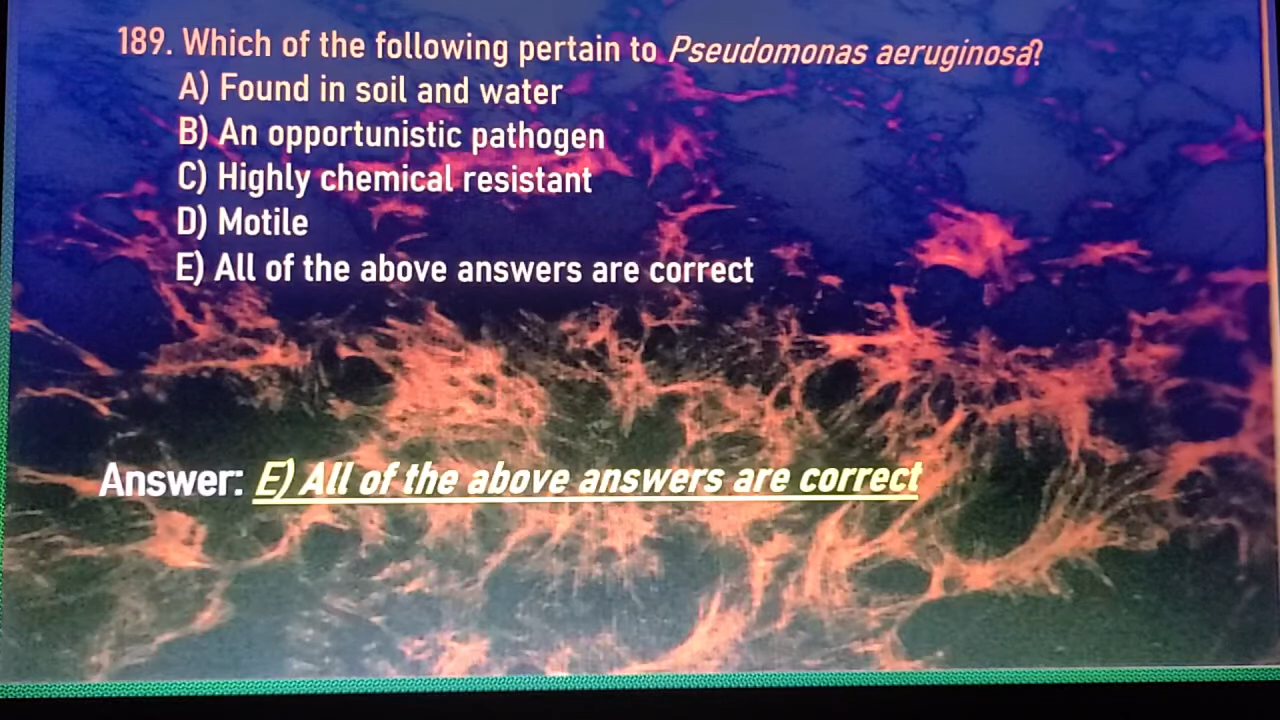 189. Which of the following pertain to Pseudomonas aeruginosa?
A) Found in soil and water
B) An opportunistic pathogen
C) Highly chemical resistant
D) Motile
E) All of the above answers are correct
Answer: E) All of the above answers are correct